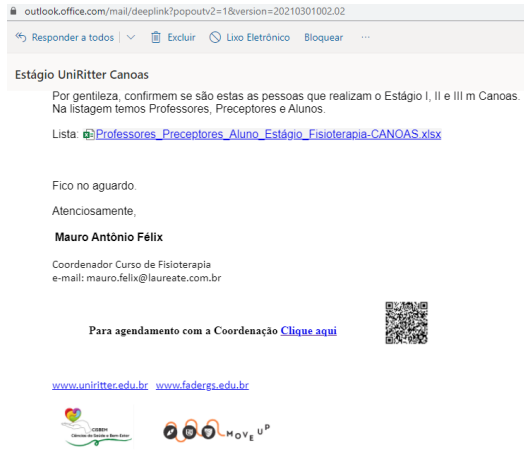 outlook.office.com/mail/deeplink?popoutv2=1&version=20210301002.02
Responder a todos Excluir Lixo Eletrônico Bloquear ...
Estágio UniRitter Canoas
Por gentileza, confirmem se são estas as pessoas que realizam o Estágio I, II e III m Canoas.
Na listagem temos Professores, Preceptores e Alunos.
Lista: Professores_Preceptores_Aluno_Estágio_Fisioterapia-CANOAS.xlsx
Fico no aguardo.
Atenciosamente,
Mauro Antônio Félix
Coordenador Curso de Fisioterapia
e-mail: mauro.felix@laureate.com.br
Para agendamento com a Coordenação Clique aqui
www.uniritter.edu.br www.fadergs.edu.br
CISBEM
Ciências da Saúde e Bem Estar
MOVE UP